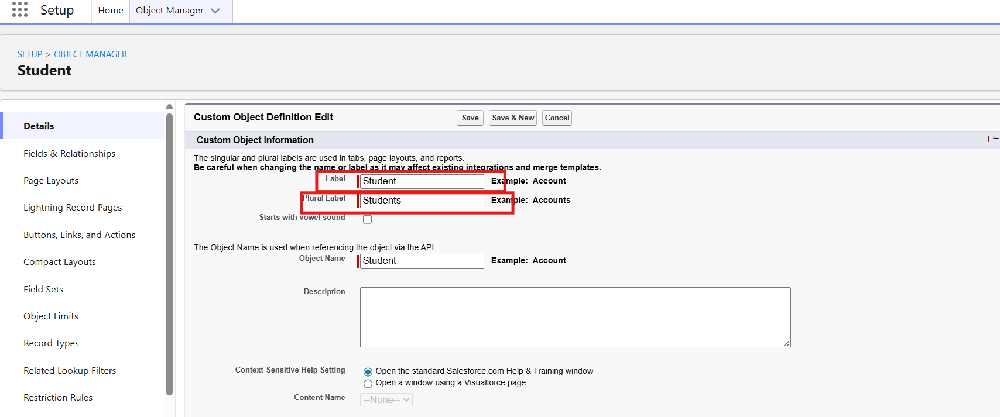 Setup Home Object Manager
SETUP > OBJECT MANAGER
Student
Details
Fields & Relationships
Page Layouts
Lightning Record Pages
Buttons, Links, and Actions
Compact Layouts
Field Sets
Object Limits
Record Types
Related Lookup Filters
Restriction Rules
Custom Object Definition Edit Save Save & New Cancel
Custom Object Information *=
The singular and plural labels are used in tabs, page layouts, and reports.
Be careful when changing the name or label as it may affect existing integrations and merge templates.
Label Student Example: Account
Plural Label Students Example: Accounts
Starts with vowel sound
The Object Name is used when referencing the object via the API.
Object Name Student Example: Account
Description
Context-Sensitive Help Setting Open the standard Salesforce.com Help & Training window
Open a window using a Visualforce page
Content Name --None--